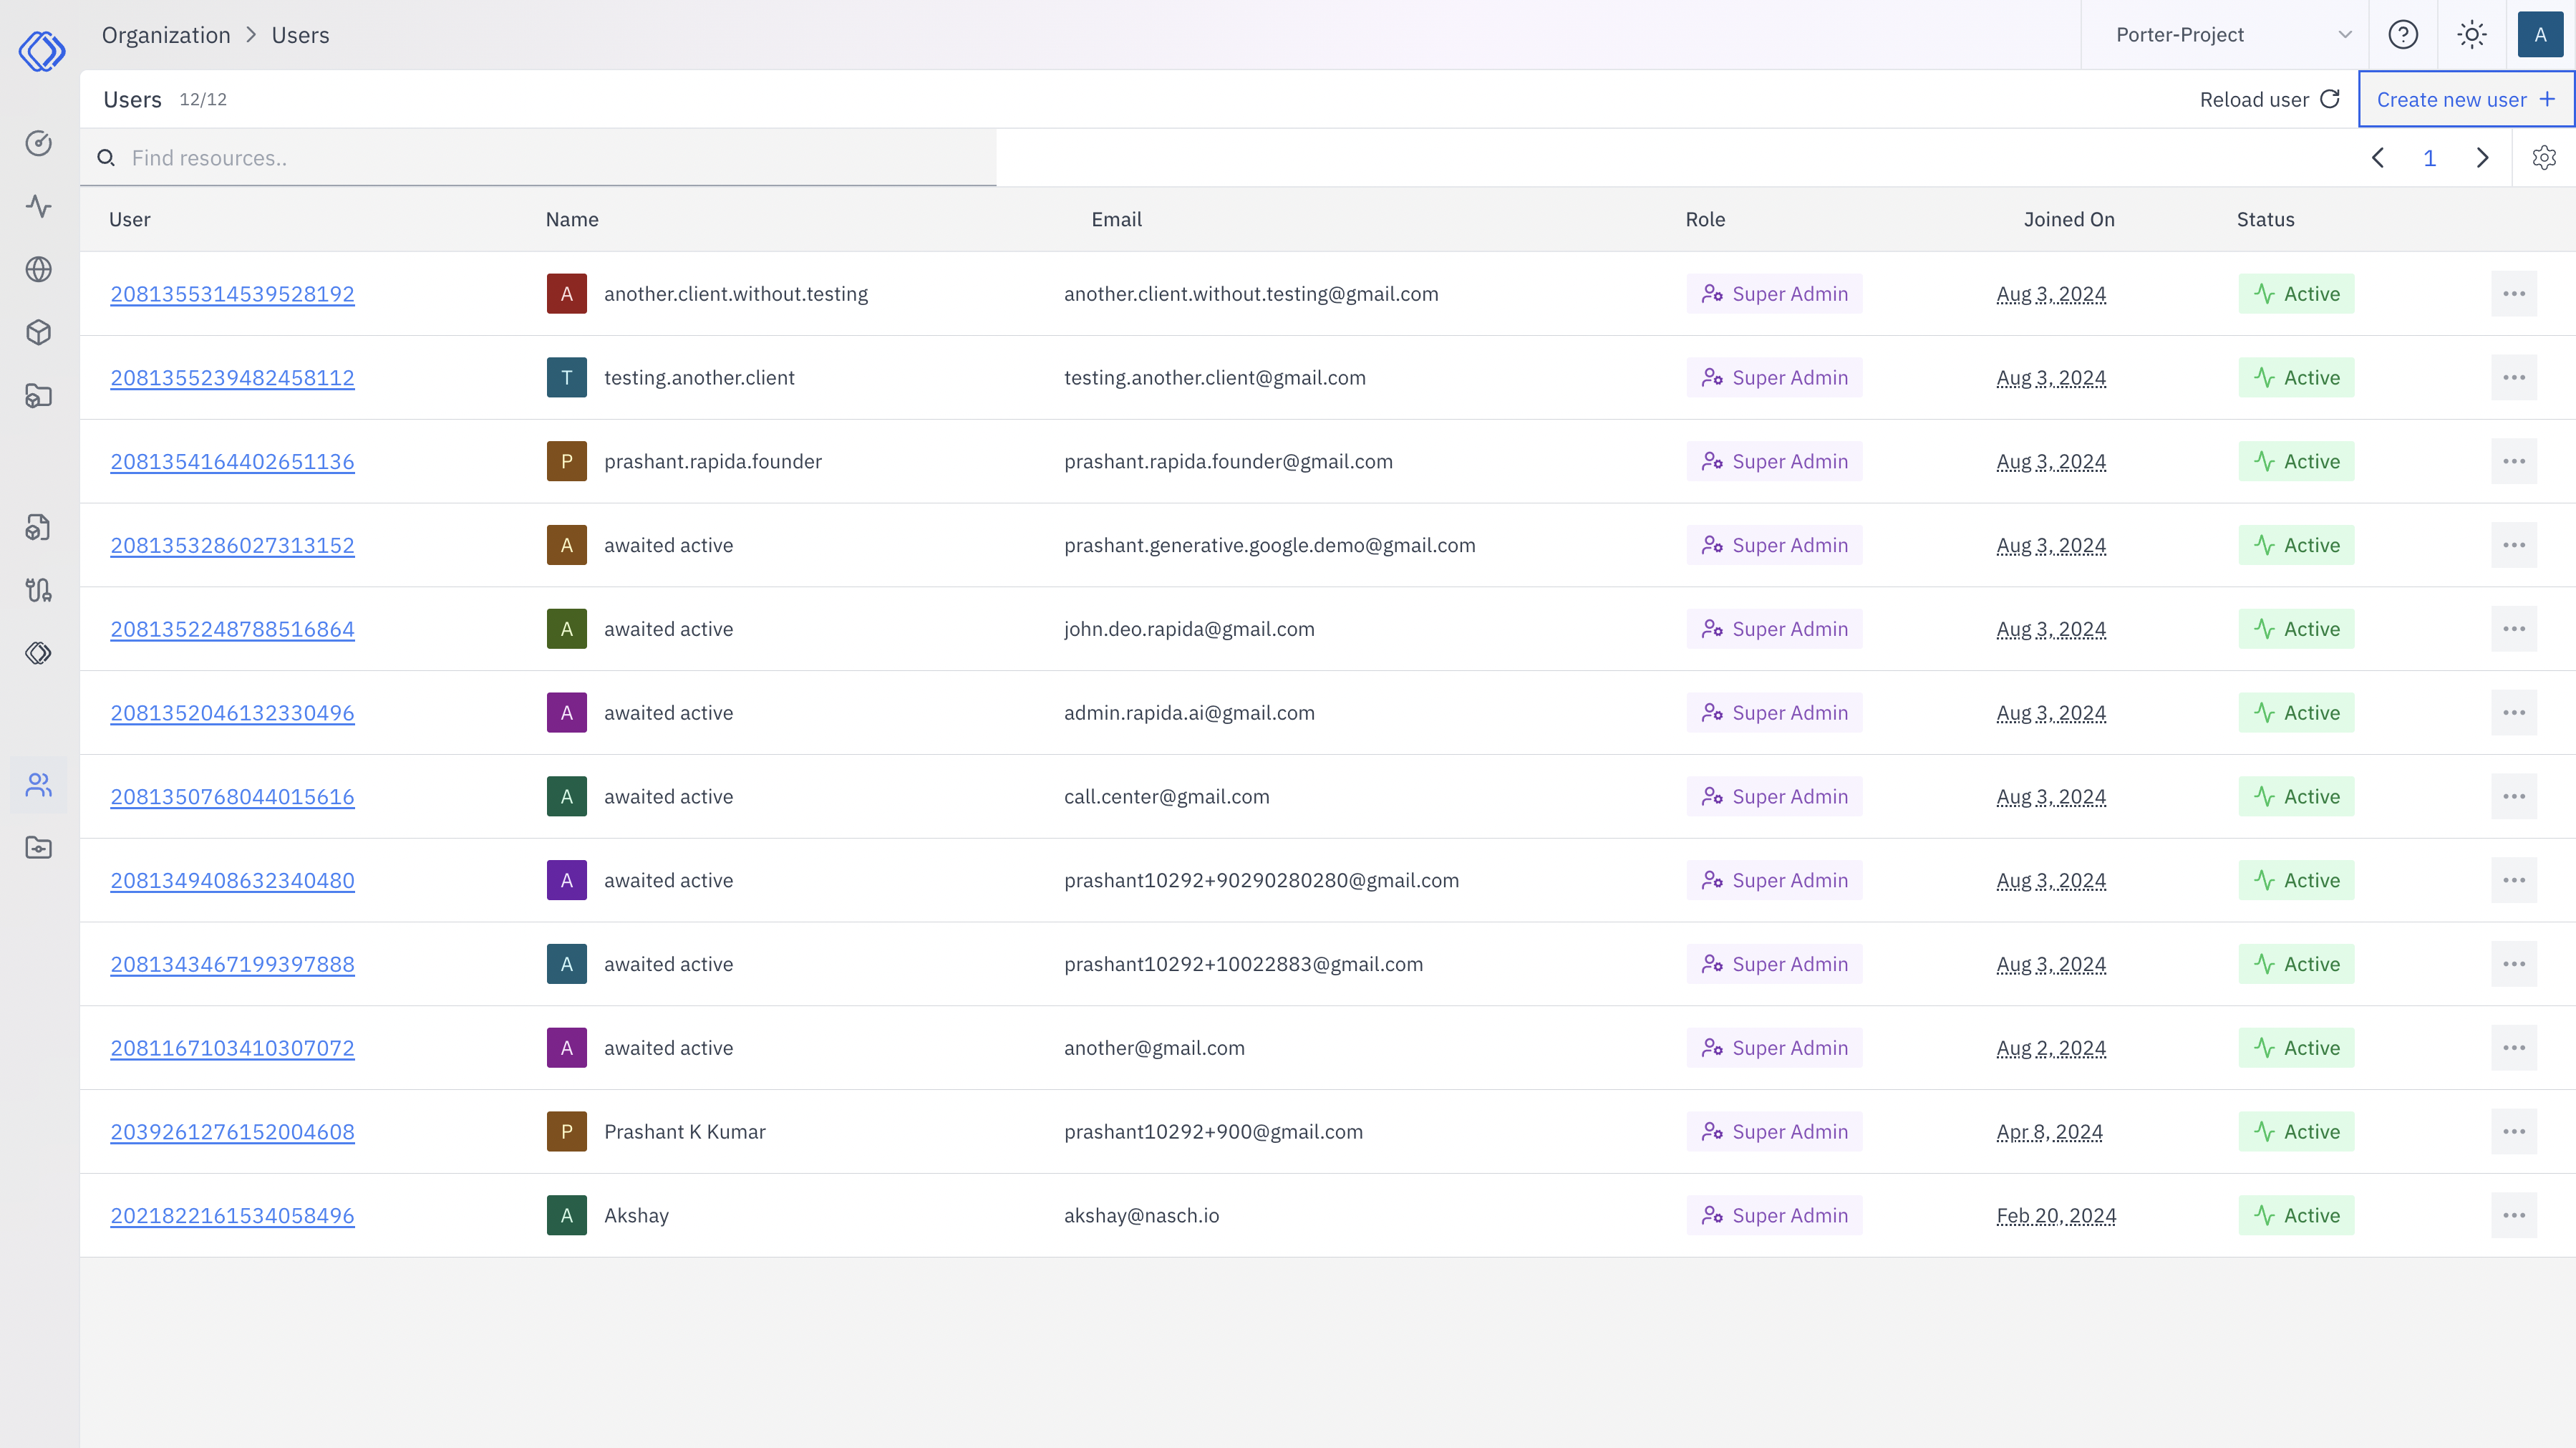 Organization > Users Porter-Project A
Users 12/12 Reload user Create new user +
Find resources.. 1
User Name Email Role Joined On Status
2081355314539528192 A another.client.without.testing another.client.without.testing@gmail.com Super Admin Aug 3, 2024 Active
2081355239482458112 T testing.another.client testing.another.client@gmail.com Super Admin Aug 3, 2024 Active
2081354164402651136 P prashant.rapida.founder prashant.rapida.founder@gmail.com Super Admin Aug 3, 2024 Active
2081353286027313152 A awaited active prashant.generative.google.demo@gmail.com Super Admin Aug 3, 2024 Active
2081352248788516864 A awaited active john.deo.rapida@gmail.com Super Admin Aug 3, 2024 Active
2081352046132330496 A awaited active admin.rapida.ai@gmail.com Super Admin Aug 3, 2024 Active
2081350768044015616 A awaited active call.center@gmail.com Super Admin Aug 3, 2024 Active
2081349408632340480 A awaited active prashant10292+90290280280@gmail.com Super Admin Aug 3, 2024 Active
2081343467199397888 A awaited active prashant10292+10022883@gmail.com Super Admin Aug 3, 2024 Active
2081167103410307072 A awaited active another@gmail.com Super Admin Aug 2, 2024 Active
2039261276152004608 P Prashant K Kumar prashant10292+900@gmail.com Super Admin Apr 8, 2024 Active
2021822161534058496 A Akshay akshay@nasch.io Super Admin Feb 20, 2024 Active